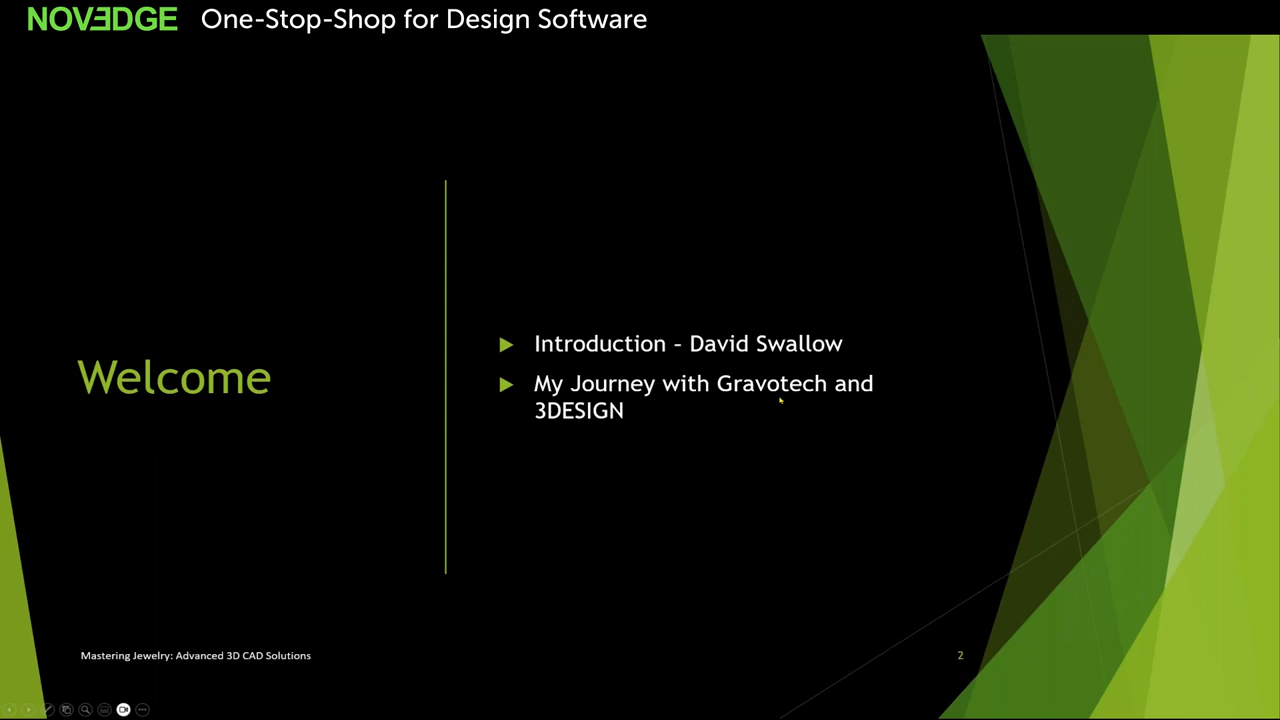 NOVEDGE One-Stop-Shop for Design Software
Welcome
Introduction – David Swallow
My Journey with Gravotech and
3DESIGN
Mastering Jewelry: Advanced 3D CAD Solutions
2